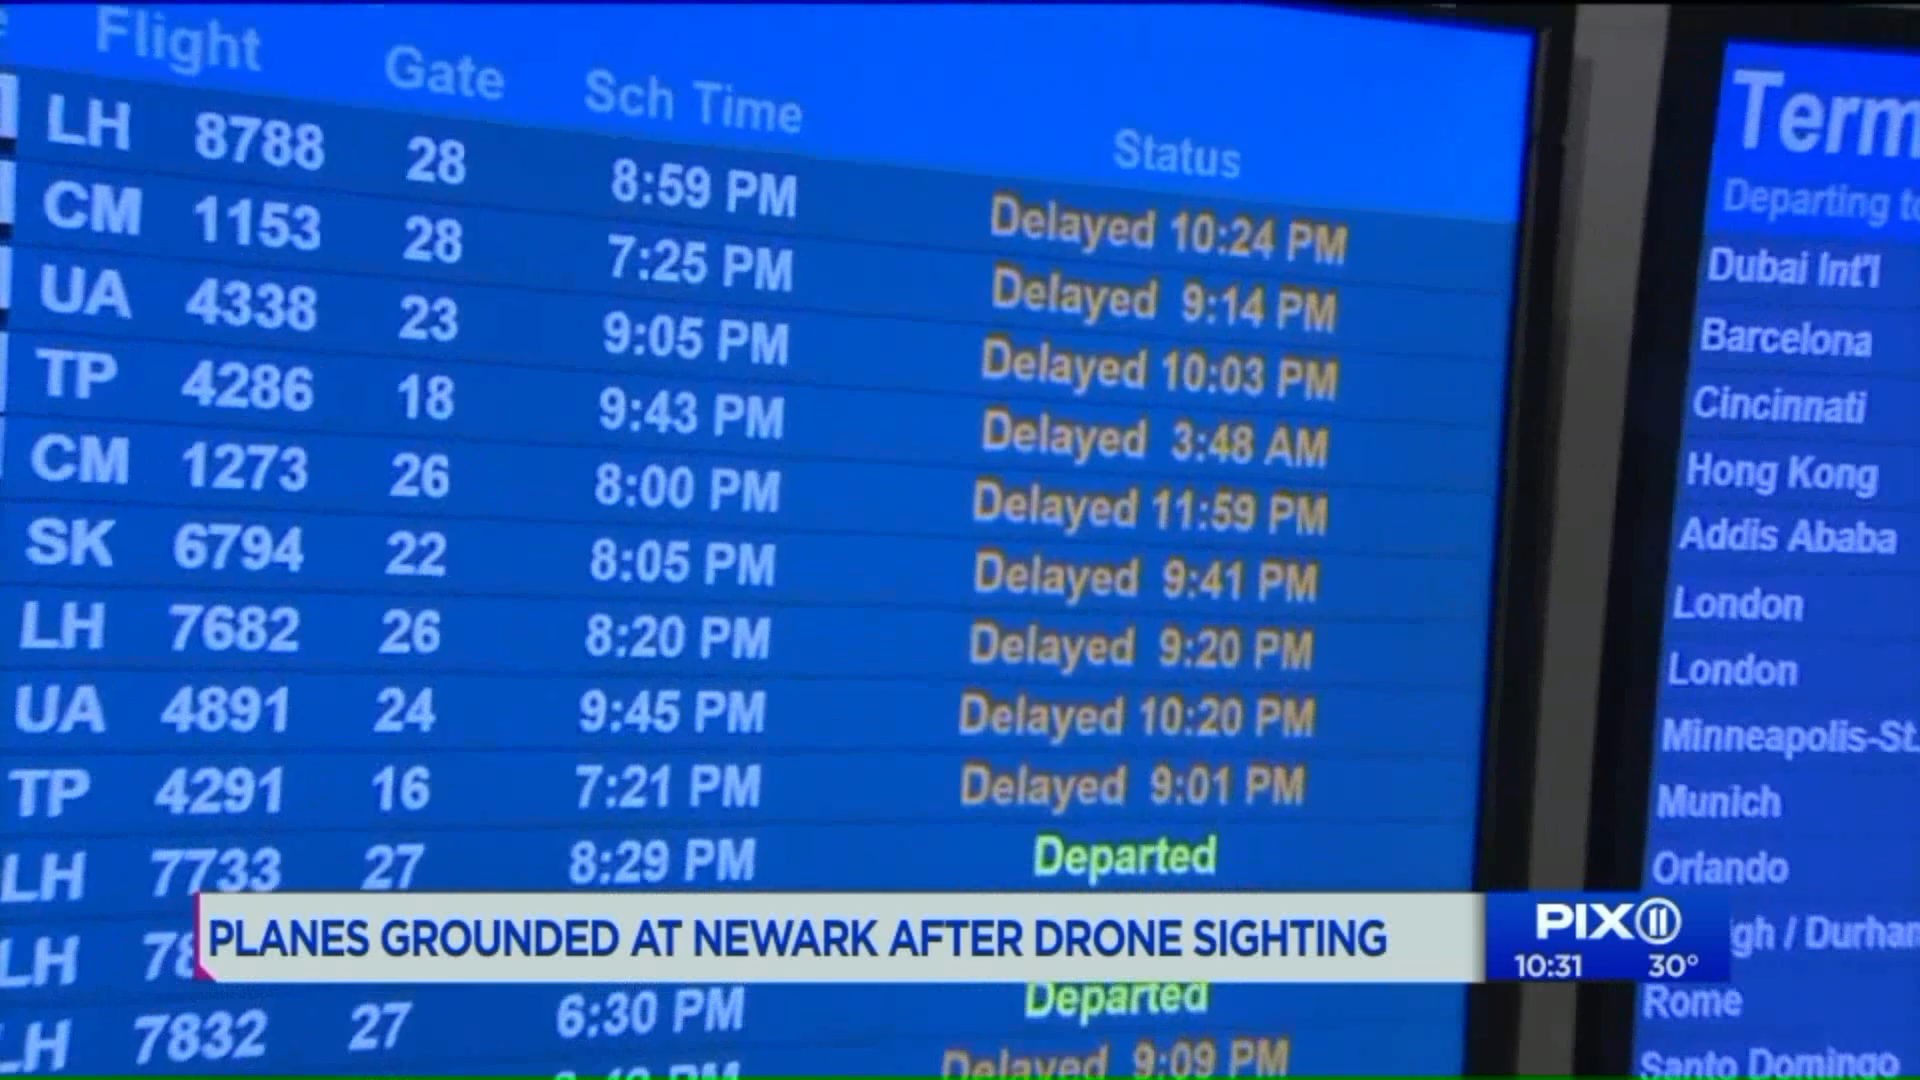 Flight Gate Sch Time Status
LH 8788 28 8:59 PM Delayed 10:24 PM
CM 1153 28 7:25 PM Delayed 9:14 PM
UA 4338 23 9:05 PM Delayed 10:03 PM
TP 4286 18 9:43 PM Delayed 3:48 AM
CM 1273 26 8:00 PM Delayed 11:59 PM
SK 6794 22 8:05 PM Delayed 9:41 PM
LH 7682 26 8:20 PM Delayed 9:20 PM
UA 4891 24 9:45 PM Delayed 10:20 PM
TP 4291 16 7:21 PM Delayed 9:01 PM
LH 7733 27 8:29 PM Departed
LH 78
LH 7832 27 6:30 PM Departed
Delayed 9:09 PM
Term
Departing to
Dubai Int'l
Barcelona
Cincinnati
Hong Kong
Addis Ababa
London
London
Minneapolis-St.
Munich
Orlando
igh / Durham
Rome
Santo Domingo
PLANES GROUNDED AT NEWARK AFTER DRONE SIGHTING
PIX11
10:31 30°